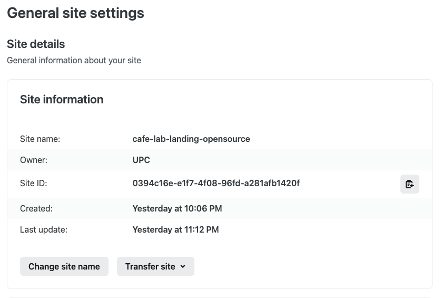 General site settings
Site details
General information about your site
Site information
Site name: cafe-lab-landing-opensource
Owner: UPC
Site ID: 0394c16e-e1f7-4f08-96fd-a281afb1420f
Created: Yesterday at 10:06 PM
Last update: Yesterday at 11:12 PM
Change site name Transfer site